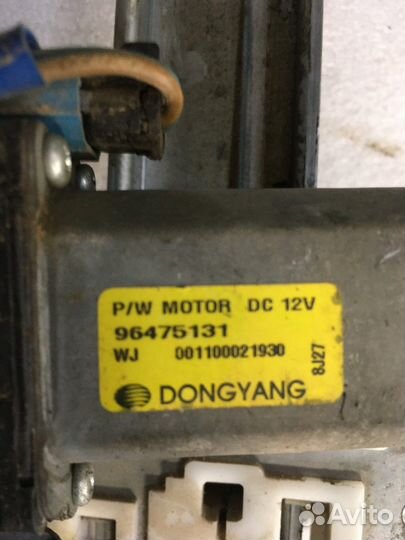 P/W MOTOR DC 12V
96475131
WJ 001100021930
8J27
DONGYANG
Avito